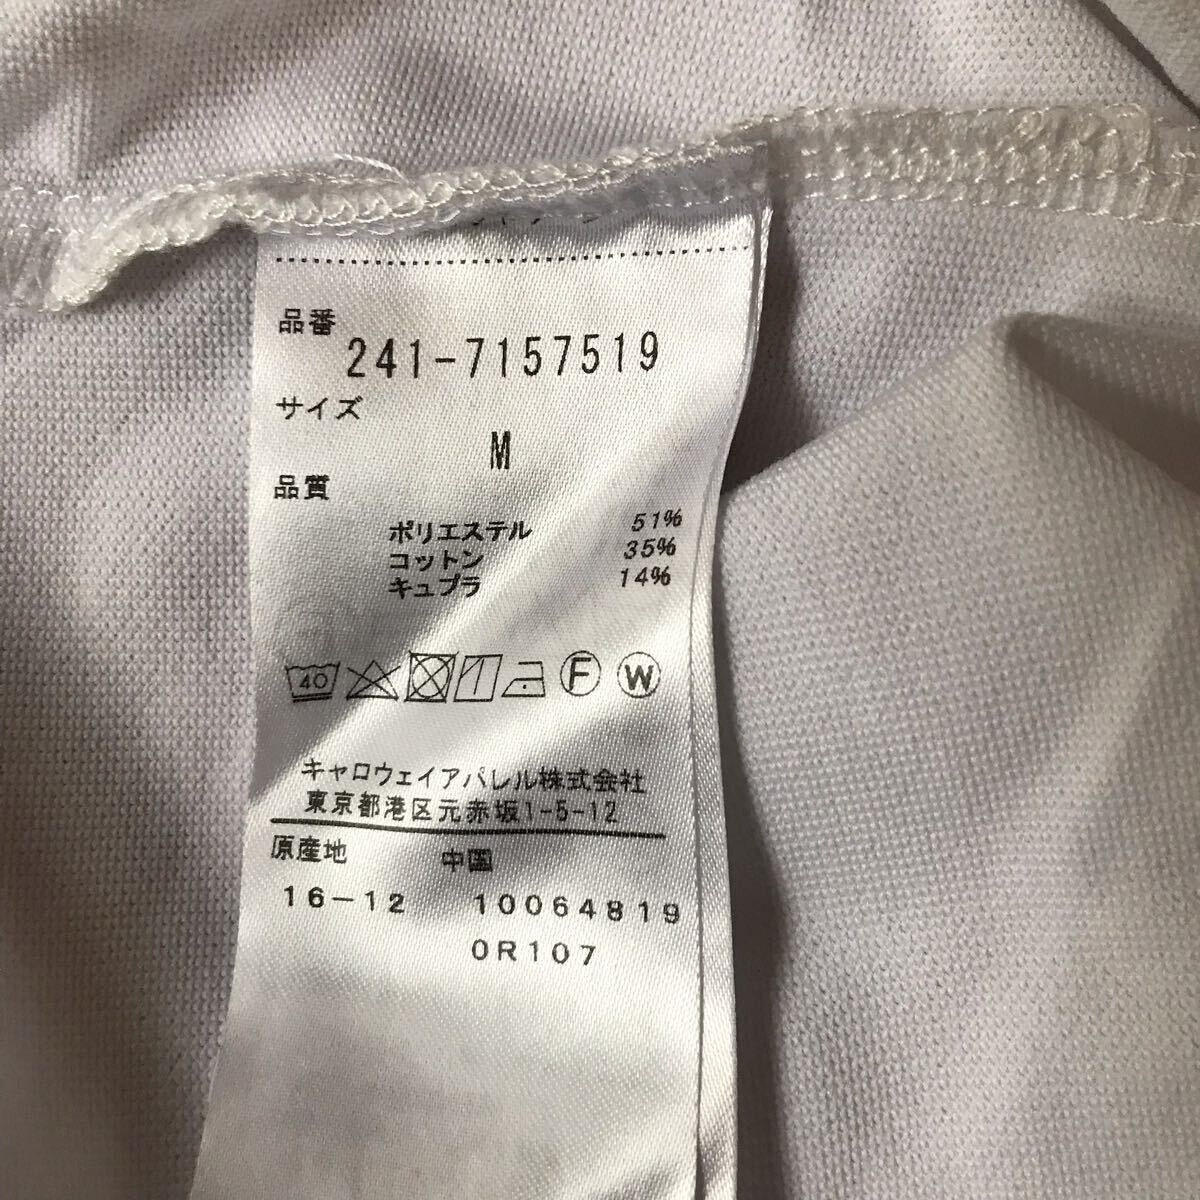 品番
241-7157519
サイズ
M
品質
ポリエステル 51%
コットン 35%
キュプラ 14%
40 F W
キャロウェイアパレル株式会社
東京都港区元赤坂1-5-12
原産地 中国
16-12 10064819
0R107